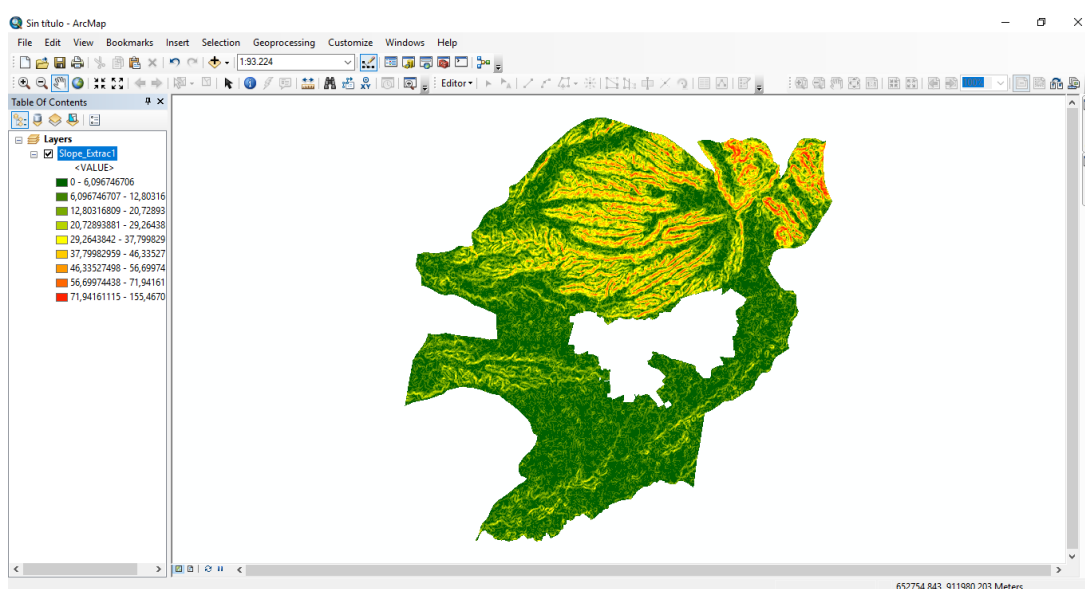 Sin título - ArcMap
File Edit View Bookmarks Insert Selection Geoprocessing Customize Windows Help
1:93.224
Editor
Table Of Contents
Layers
Slope_Extrac1
<VALUE>
0 - 6,096746706
6,096746707 - 12,80316
12,80316809 - 20,72893
20,72893881 - 29,26438
29,2643842 - 37,799829
37,79982959 - 46,33527
46,33527498 - 56,69974
56,69974438 - 71,94161
71,94161115 - 155,4670
652754,843 911980,203 Meters